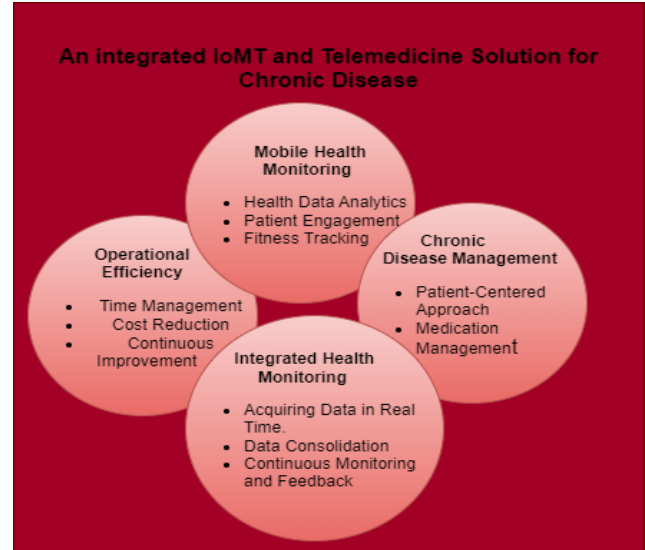 An integrated IoMT and Telemedicine Solution for
Chronic Disease
Mobile Health
Monitoring
• Health Data Analytics
• Patient Engagement
• Fitness Tracking
Operational
Efficiency
• Time Management
• Cost Reduction
• Continuous
Improvement
Chronic
Disease Management
• Patient-Centered
Approach
• Medication
Management
Integrated Health
Monitoring
• Acquiring Data in Real
Time.
• Data Consolidation
• Continuous Monitoring
and Feedback